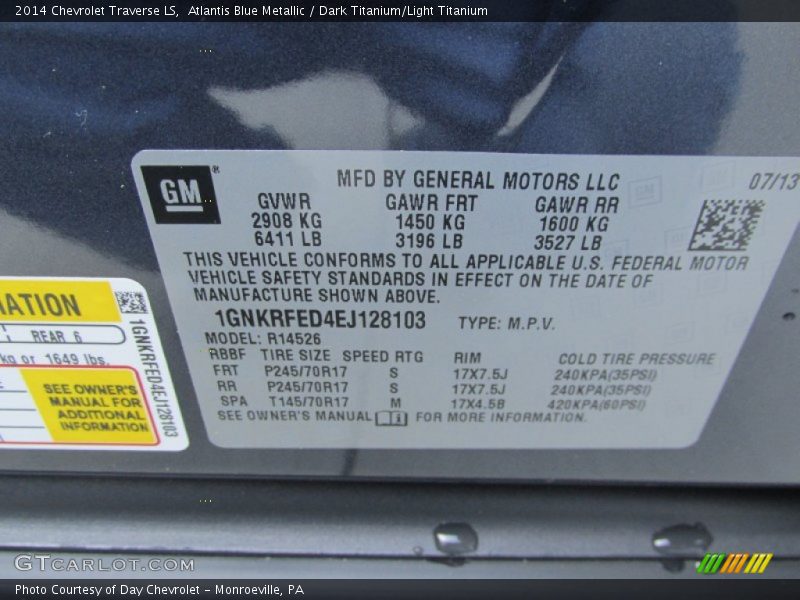 2014 Chevrolet Traverse LS,  Atlantis Blue Metallic / Dark Titanium/Light Titanium
GM®
MFD BY GENERAL MOTORS LLC
07/13
GVWR GAWR FRT GAWR RR
2908 KG 1450 KG 1600 KG
6411 LB 3196 LB 3527 LB
THIS VEHICLE CONFORMS TO ALL APPLICABLE U.S. FEDERAL MOTOR
VEHICLE SAFETY STANDARDS IN EFFECT ON THE DATE OF
MANUFACTURE SHOWN ABOVE.
1GNKRFED4EJ128103 TYPE: M.P.V.
MODEL: R14526
RBBF TIRE SIZE SPEED RTG RIM COLD TIRE PRESSURE
FRT P245/70R17 S 17X7.5J 240KPA(35PSI)
RR P245/70R17 S 17X7.5J 240KPA(35PSI)
SPA T145/70R17 M 17X4.5B 420KPA(60PSI)
SEE OWNER'S MANUAL FOR MORE INFORMATION.
MATION
REAR 6
kg or 1649 lbs.
SEE OWNER'S
MANUAL FOR
ADDITIONAL
INFORMATION
1GNKRFED4EJ128103
GTCARLOT.COM
Photo Courtesy of Day Chevrolet - Monroeville, PA